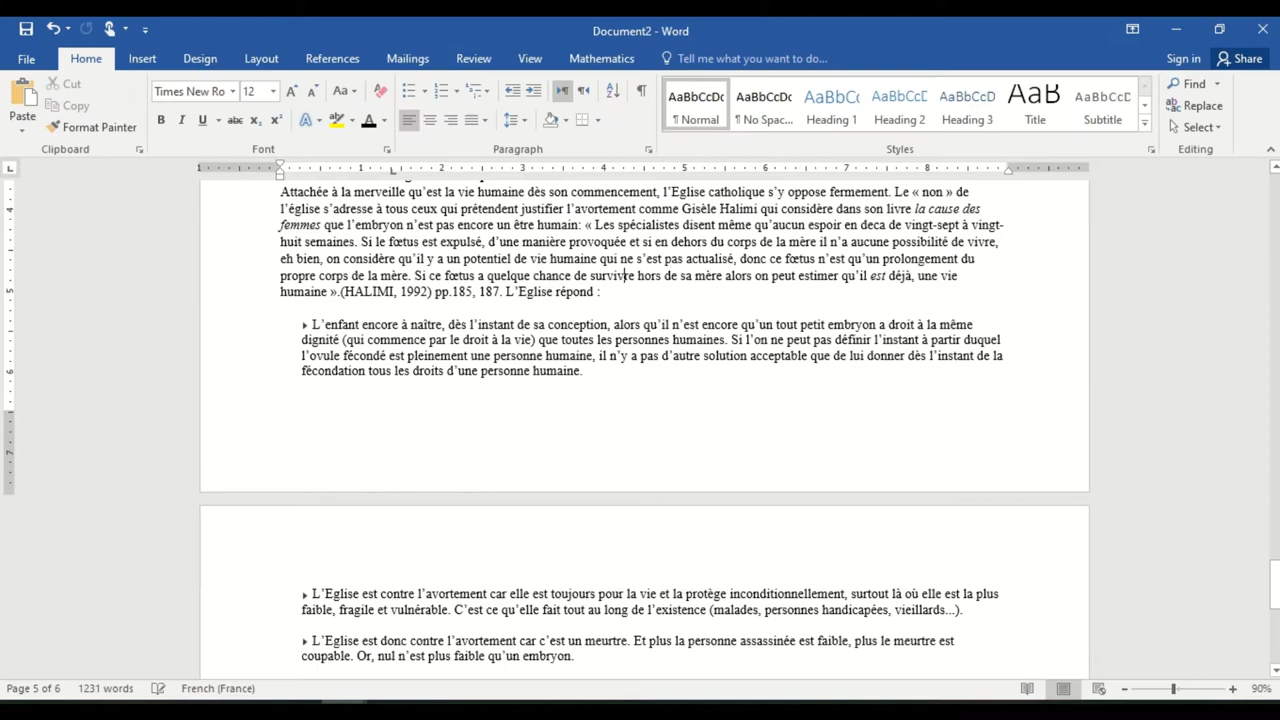 Document2 - Word
Sign in
Share
File
Home
Insert
Design
Layout
References
Mailings
Review
View
Mathematics
Tell me what you want to do...
Paste
Cut
Copy
Format Painter
Clipboard
Times New Ro
12
Font
Paragraph
AaBbCcDc
¶ Normal
AaBbCcDc
¶ No Spac...
AaBbCc
Heading 1
AaBbCcC
Heading 2
AaBbCcD
Heading 3
AaB
Title
AaBbCcD
Subtitle
Styles
Find
Replace
Select
Editing
1 1 2 3 4 5 6 7 8
Attachée à la merveille qu’est la vie humaine dès son commencement, l’Eglise catholique s’y oppose fermement. Le « non » de
l’église s’adresse à tous ceux qui prétendent justifier l’avortement comme Gisèle Halimi qui considère dans son livre la cause des
femmes que l’embryon n’est pas encore un être humain: « Les spécialistes disent même qu’aucun espoir en deca de vingt-sept à vingt-
huit semaines. Si le fœtus est expulsé, d’une manière provoquée et si en dehors du corps de la mère il n’a aucune possibilité de vivre,
eh bien, on considère qu’il y a un potentiel de vie humaine qui ne s’est pas actualisé, donc ce fœtus n’est qu’un prolongement du
propre corps de la mère. Si ce fœtus a quelque chance de survivre hors de sa mère alors on peut estimer qu’il est déjà, une vie
humaine ».(HALIMI, 1992) pp.185, 187. L’Eglise répond :
L’enfant encore à naître, dès l’instant de sa conception, alors qu’il n’est encore qu’un tout petit embryon a droit à la même
dignité (qui commence par le droit à la vie) que toutes les personnes humaines. Si l’on ne peut pas définir l’instant à partir duquel
l’ovule fécondé est pleinement une personne humaine, il n’y a pas d’autre solution acceptable que de lui donner dès l’instant de la
fécondation tous les droits d’une personne humaine.
L’Eglise est contre l’avortement car elle est toujours pour la vie et la protège inconditionnellement, surtout là où elle est la plus
faible, fragile et vulnérable. C’est ce qu’elle fait tout au long de l’existence (malades, personnes handicapées, vieillards...).
L’Eglise est donc contre l’avortement car c’est un meurtre. Et plus la personne assassinée est faible, plus le meurtre est
coupable. Or, nul n’est plus faible qu’un embryon.
Page 5 of 6
1231 words
French (France)
90%